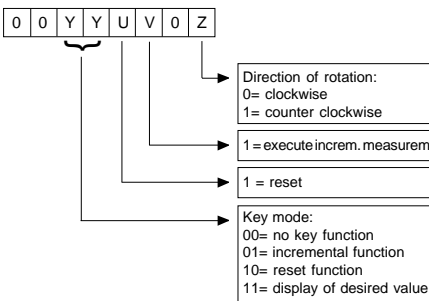 0 0 Y Y U V 0 Z
Direction of rotation:
0= clockwise
1= counter clockwise
1 = execute increm. measurem
1 = reset
Key mode:
00= no key function
01= incremental function
10= reset function
11= display of desired value